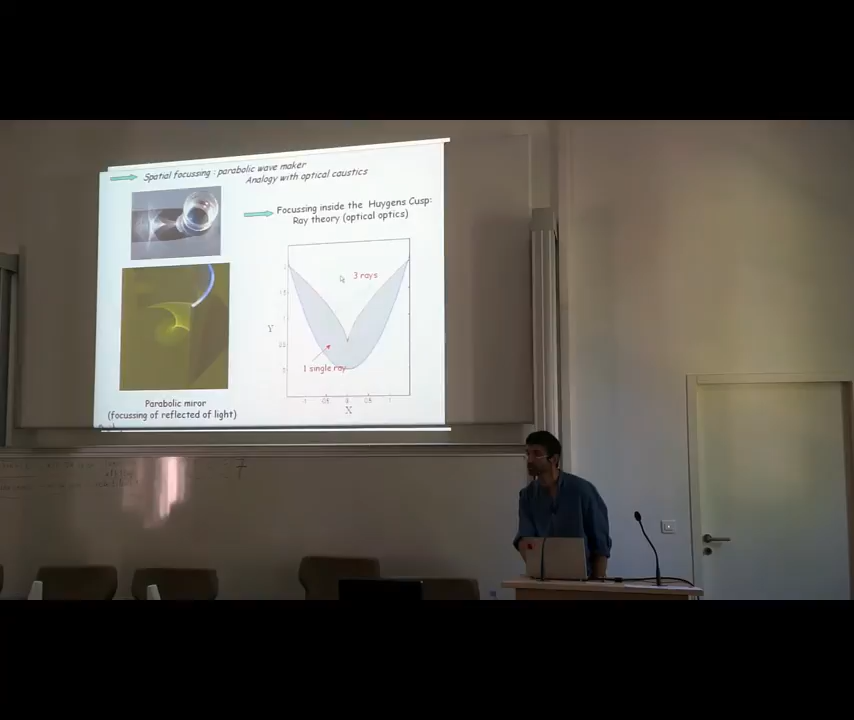 Spatial focussing : parabolic wave maker
Analogy with optical caustics
Focussing inside the Huygens Cusp:
Ray theory (optical optics)
3 rays
Y
1 single ray
X
Parabolic miror
(focussing of reflected of light)